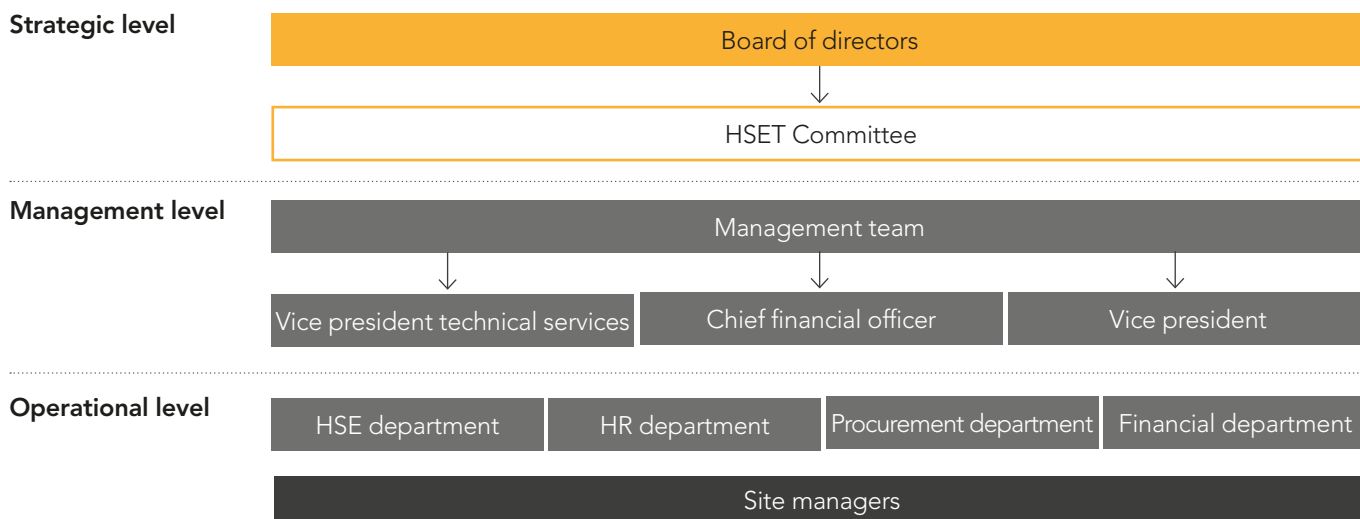 Strategic level
Board of directors
HSET Committee
Management level
Management team
Vice president technical services
Chief financial officer
Vice president
Operational level
HSE department
HR department
Procurement department
Financial department
Site managers